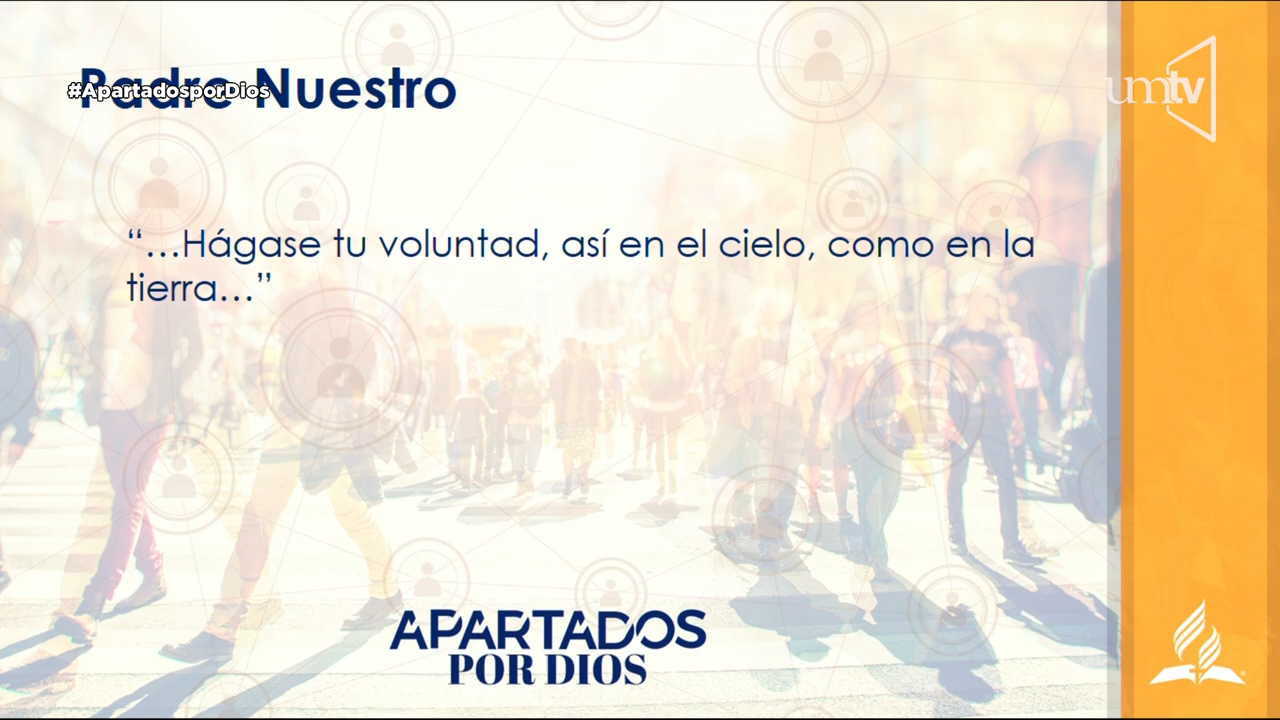 Padre Nuestro
#ApartadosporDios
umtv
“...Hágase tu voluntad, así en el cielo, como en la
tierra...”
APARTADOS
POR DIOS